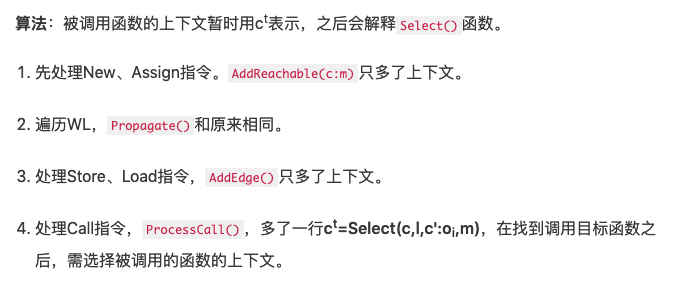 算法：被调用函数的上下文暂时用cᵗ表示，之后会解释 Select() 函数。
1. 先处理New、Assign指令。 AddReachable(c:m) 只多了上下文。
2. 遍历WL， Propagate() 和原来相同。
3. 处理Store、Load指令， AddEdge() 只多了上下文。
4. 处理Call指令， ProcessCall() ，多了一行cᵗ=Select(c,l,c':oᵢ,m)，在找到调用目标函数之
后，需选择被调用的函数的上下文。